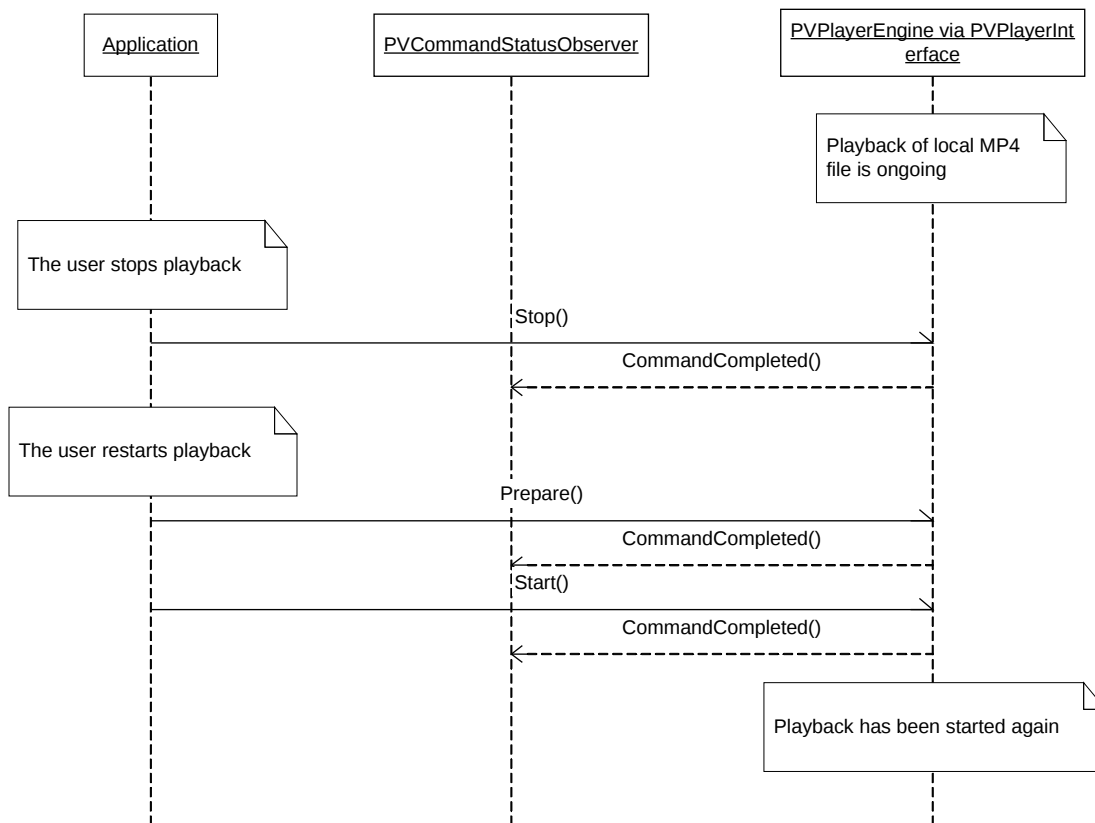 Application
PVCommandStatusObserver
PVPlayerEngine via PVPlayerInt
erface
Playback of local MP4
file is ongoing
The user stops playback
Stop()
CommandCompleted()
The user restarts playback
Prepare()
CommandCompleted()
Start()
CommandCompleted()
Playback has been started again